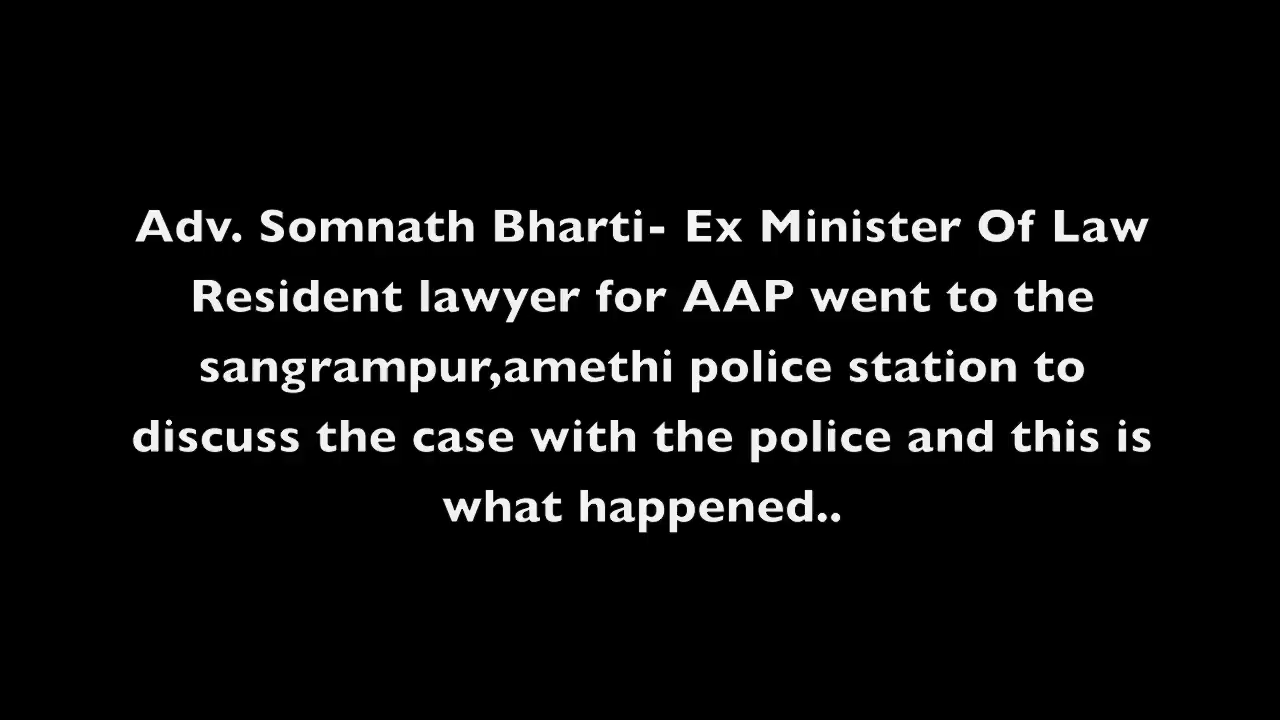 Adv. Somnath Bharti- Ex Minister Of Law
Resident lawyer for AAP went to the
sangrampur,amethi police station to
discuss the case with the police and this is
what happened..